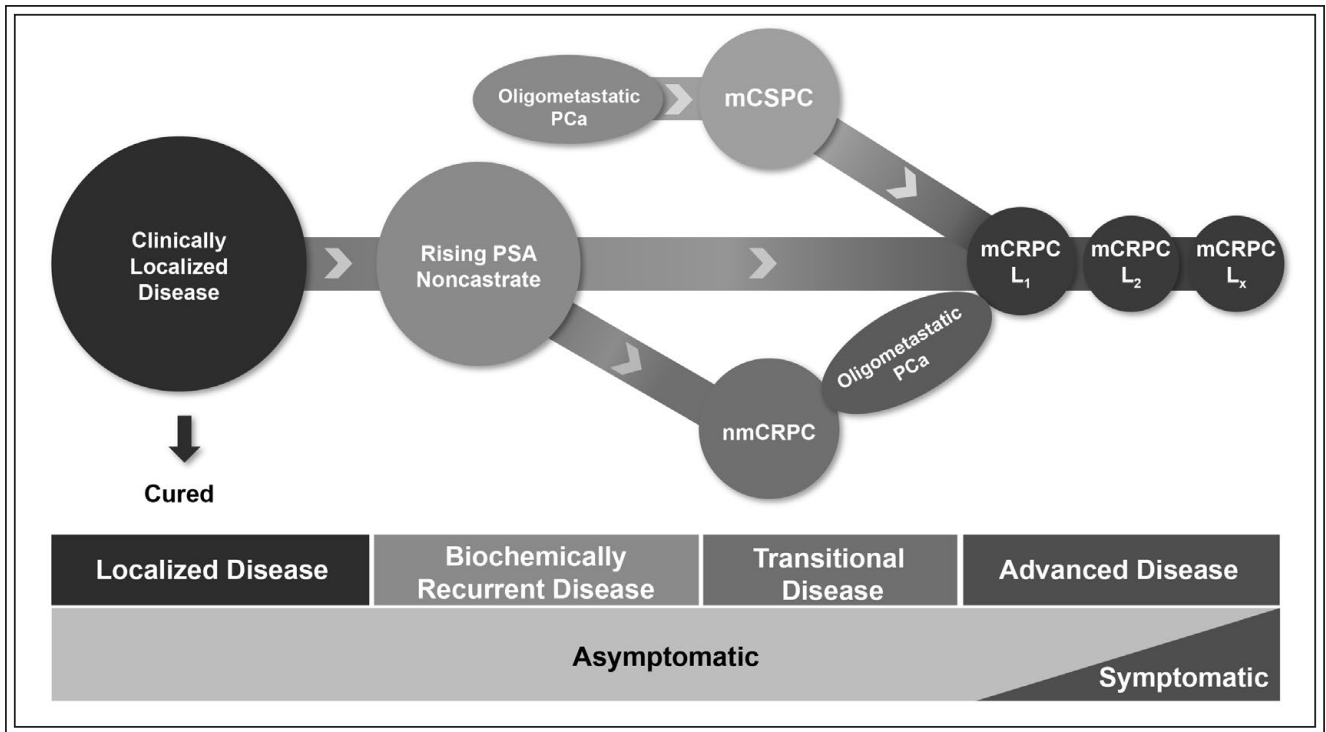 Oligometastatic
PCa
mCSPC
Clinically
Localized
Disease
Rising PSA
Noncastrate
mCRPC
L1
mCRPC
L2
mCRPC
Lx
Oligometastatic
PCa
nmCRPC
Cured
Localized Disease
Biochemically
Recurrent Disease
Transitional
Disease
Advanced Disease
Asymptomatic
Symptomatic